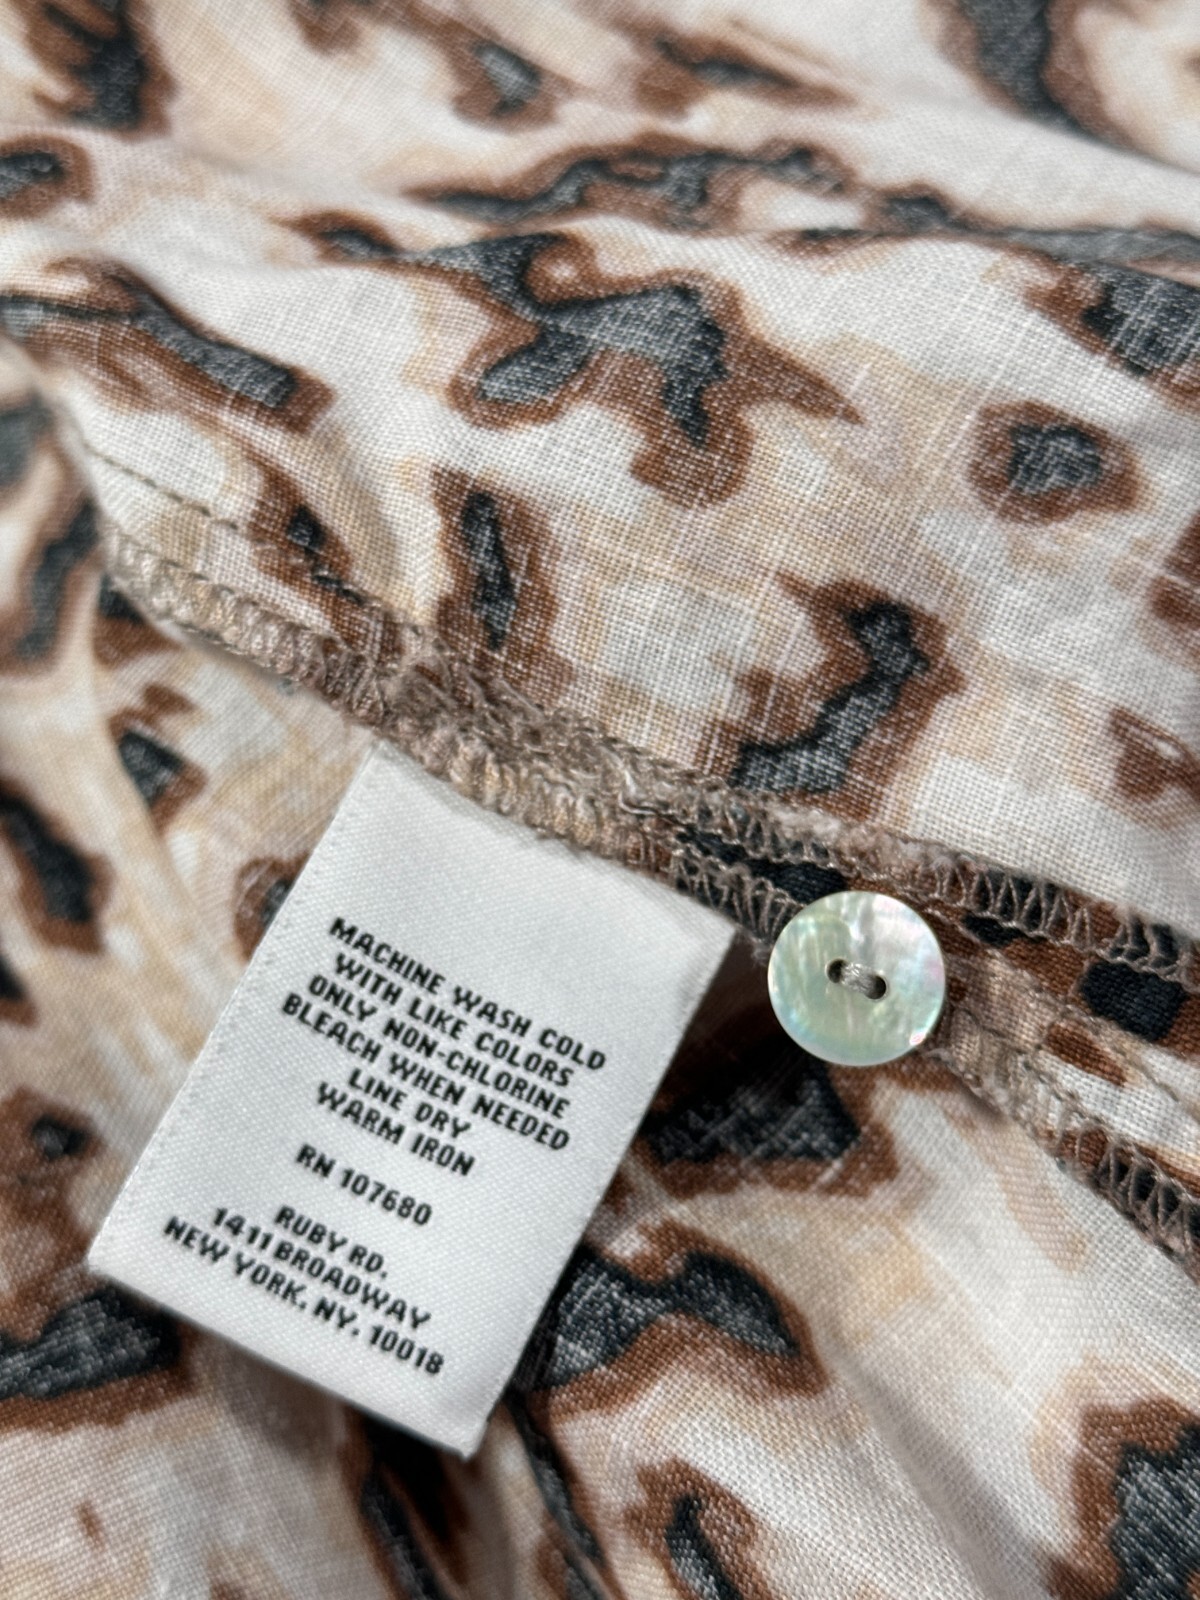 MACHINE WASH COLD
WITH LIKE COLORS
ONLY NON-CHLORINE
BLEACH WHEN NEEDED
LINE DRY
WARM IRON
RN 107680
RUBY RD.
1411 BROADWAY
NEW YORK, NY, 10018